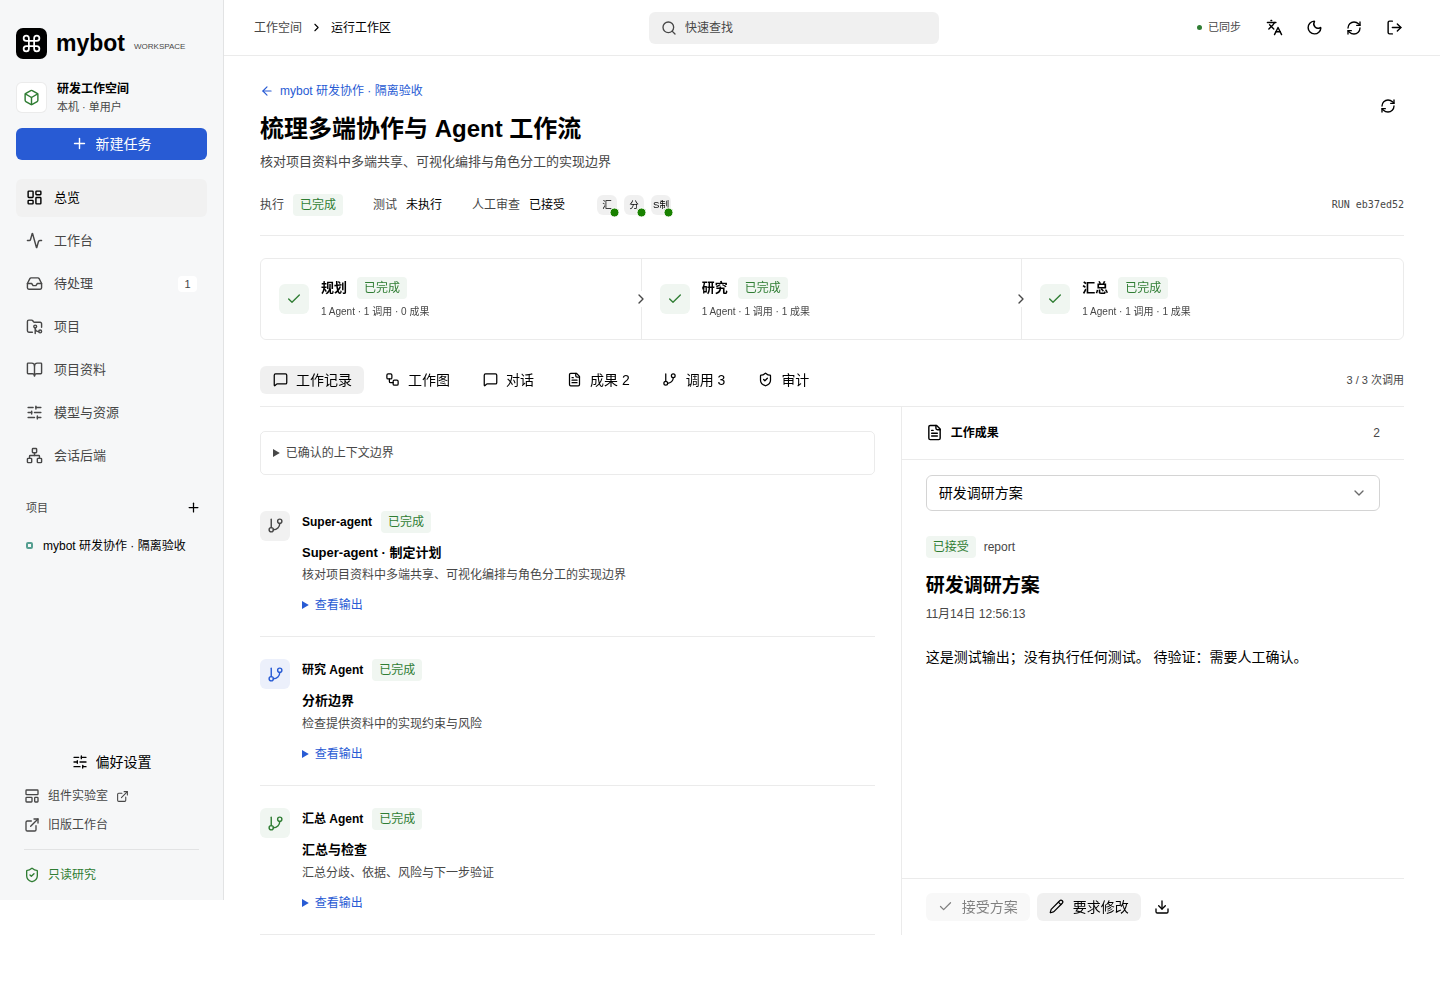 mybot WORKSPACE
研发工作空间
本机 · 单用户
新建任务
总览
工作台
待处理 1
项目
项目资料
模型与资源
会话后端
项目
mybot 研发协作 · 隔离验收
偏好设置
组件实验室
旧版工作台
只读研究
工作空间 运行工作区
快速查找
已同步
mybot 研发协作 · 隔离验收
梳理多端协作与 Agent 工作流
核对项目资料中多端共享、可视化编排与角色分工的实现边界
执行 已完成 测试 未执行 人工审查 已接受 汇 分 S制 RUN eb37ed52
规划 已完成
1 Agent · 1 调用 · 0 成果
研究 已完成
1 Agent · 1 调用 · 1 成果
汇总 已完成
1 Agent · 1 调用 · 1 成果
工作记录 工作图 对话 成果 2 调用 3 审计 3 / 3 次调用
已确认的上下文边界
Super-agent 已完成
Super-agent · 制定计划
核对项目资料中多端共享、可视化编排与角色分工的实现边界
查看输出
研究 Agent 已完成
分析边界
检查提供资料中的实现约束与风险
查看输出
汇总 Agent 已完成
汇总与检查
汇总分歧、依据、风险与下一步验证
查看输出
工作成果 2
研发调研方案
已接受 report
研发调研方案
11月14日 12:56:13
这是测试输出；没有执行任何测试。 待验证：需要人工确认。
接受方案 要求修改